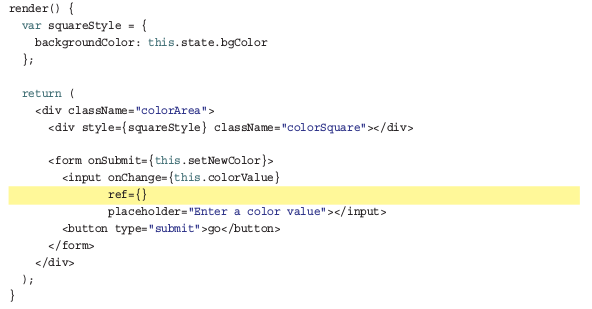 render() {
  var squareStyle = {
    backgroundColor: this.state.bgColor
  };

  return (
    <div className="colorArea">
      <div style={squareStyle} className="colorSquare"></div>

      <form onSubmit={this.setNewColor}>
        <input onChange={this.colorValue}
               ref={}
               placeholder="Enter a color value"></input>
        <button type="submit">go</button>
      </form>
    </div>
  );
}